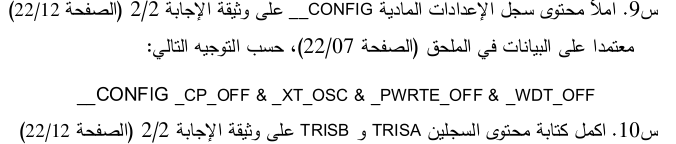 س9. املأ محتوى سجل الإعدادات المادية CONFIG__ على وثيقة الإجابة 2/2 (الصفحة 22/12)
معتمدا على البيانات في الملحق (الصفحة 22/07)، حسب التوجيه التالي:
__CONFIG _CP_OFF & _XT_OSC & _PWRTE_OFF & _WDT_OFF
س10. اكمل كتابة محتوى السجلين TRISA و TRISB على وثيقة الإجابة 2/2 (الصفحة 22/12)